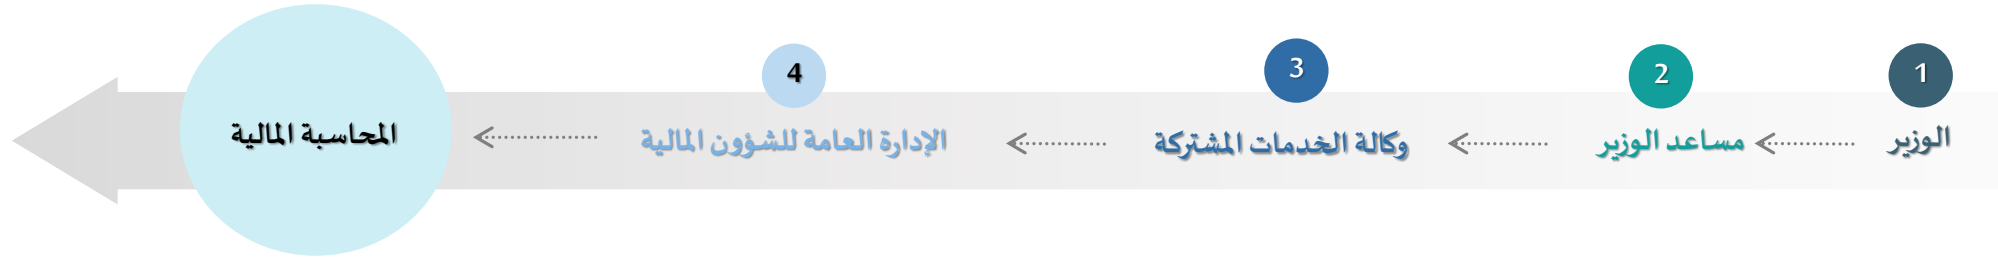 1
الوزير
2
مساعد الوزير
3
وكالة الخدمات المشتركة
4
الإدارة العامة للشؤون المالية
المحاسبة المالية